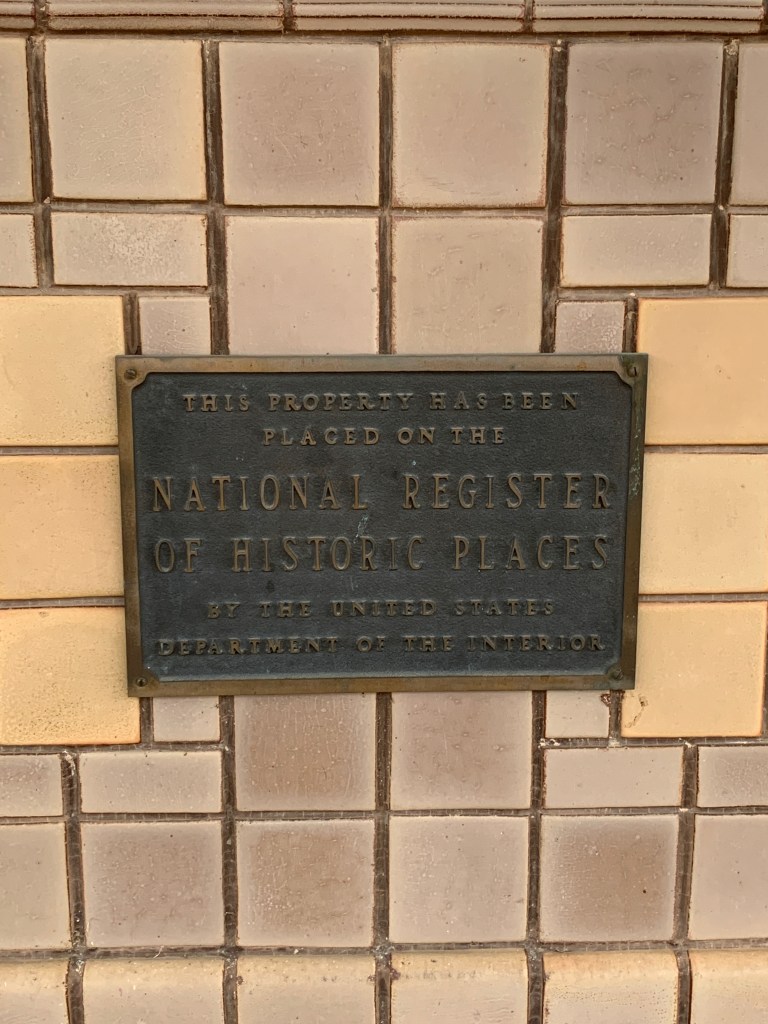 THIS PROPERTY HAS BEEN
PLACED ON THE
NATIONAL REGISTER
OF HISTORIC PLACES
BY THE UNITED STATES
DEPARTMENT OF THE INTERIOR